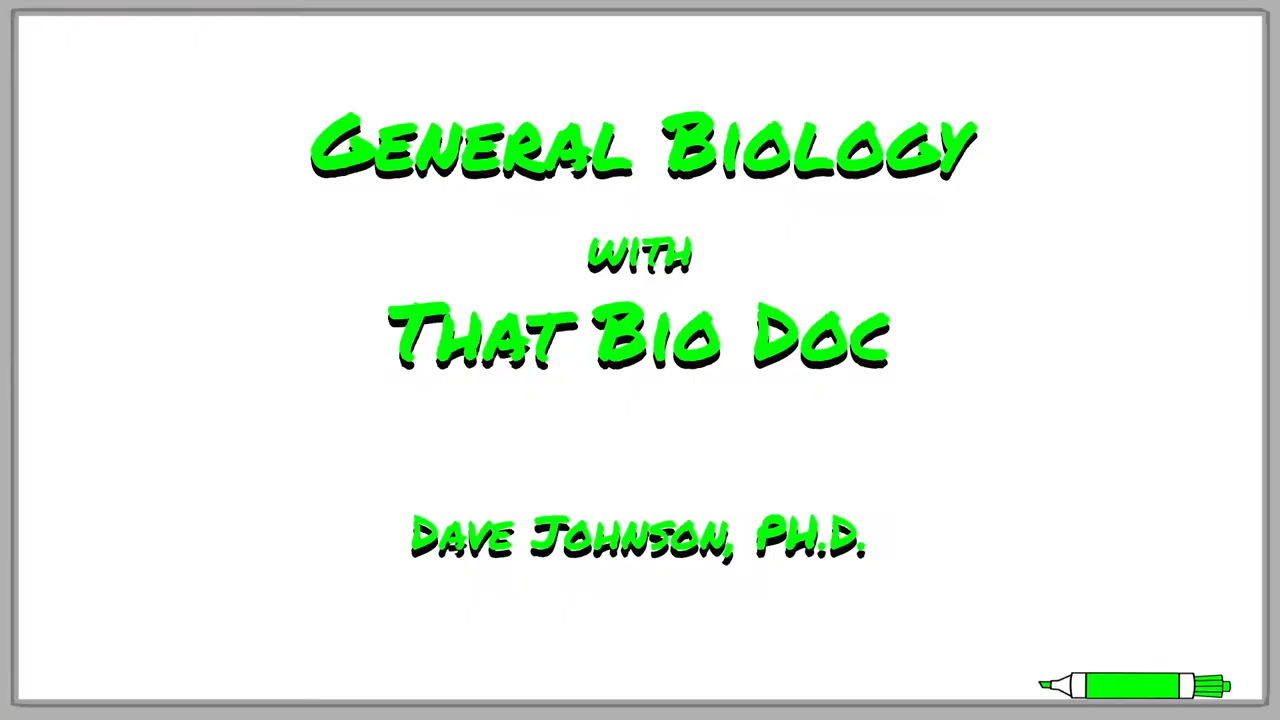 General Biology
with
That Bio Doc
Dave Johnson, PH.D.